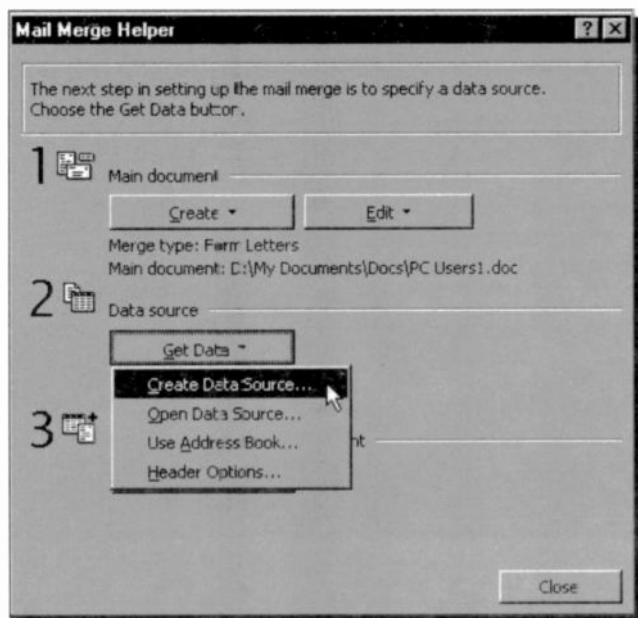 Mail Merge Helper
The next step in setting up the mail merge is to specify a data source.
Choose the Get Data button.
1 Main document
Create Edit
Merge type: Form Letters
Main document: C:\My Documents\Docs\PC Users1.doc
2 Data source
Get Data
Create Data Source...
Open Data Source...
3 Use Address Book... nt
Header Options...
Close